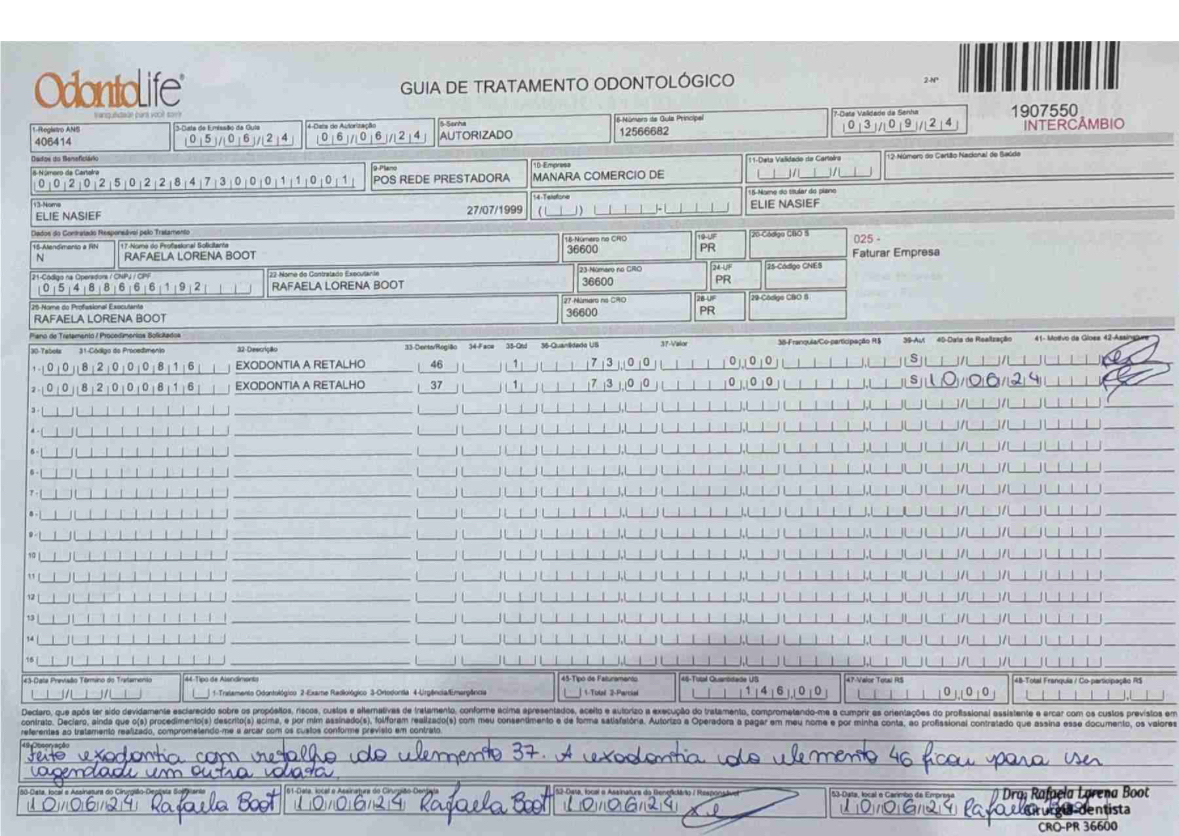 OdontoLife®
tranquilidade para você sorrir
GUIA DE TRATAMENTO ODONTOLÓGICO
2-Nº
1907550
INTERCÂMBIO
1-Registro ANS
406414
3-Data de Emissão da Guia
05/06/24
4-Data de Autorização
06/06/24
5-Senha
AUTORIZADO
6-Número da Guia Principal
12566682
7-Data Validade da Senha
03/09/24
Dados do Beneficiário
8-Número da Carteira
00202502284730001 1001
9-Plano
POS REDE PRESTADORA
10-Empresa
MANARA COMERCIO DE
11-Data Validade da Carteira
12-Número do Cartão Nacional de Saúde
13-Nome
ELIE NASIEF 27/07/1999
14-Telefone
15-Nome do titular do plano
ELIE NASIEF
Dados do Contratado Responsável pelo Tratamento
16-Atendimento a RN
N
17-Nome do Profissional Solicitante
RAFAELA LORENA BOOT
18-Número no CRO
36600
19-UF
PR
20-Código CBO S
025 -
Faturar Empresa
21-Código na Operadora / CNPJ / CPF
05488666192
22-Nome do Contratado Executante
RAFAELA LORENA BOOT
23-Número no CRO
36600
24-UF
PR
25-Código CNES
26-Nome do Profissional Executante
RAFAELA LORENA BOOT
27-Número no CRO
36600
28-UF
PR
29-Código CBO S
Plano de Tratamento / Procedimentos Solicitados
30-Tabela 31-Código do Procedimento 32-Descrição 33-Dente/Região 34-Face 35-Qtd 36-Quantidade US 37-Valor 38-Franquia/Co-participação R$ 39-Aut 40-Data de Realização 41- Motivo da Glosa 42-Assinatura
1- 00 82000816 EXODONTIA A RETALHO 46 1 73,00 0,00 S
2- 00 82000816 EXODONTIA A RETALHO 37 1 73,00 0,00 S 10/06/24
3-
4-
5-
6-
7-
8-
9-
10
11
12
13
14
15
43-Data Previsão Término do Tratamento
44-Tipo de Atendimento
1-Tratamento Odontológico 2-Exame Radiológico 3-Ortodontia 4-Urgência/Emergência
45-Tipo de Faturamento
1-Total 2-Parcial
46-Total Quantidade US
146,00
47-Valor Total R$
0,00
48-Total Franquia / Co-participação R$
Declaro, que após ter sido devidamente esclarecido sobre os propósitos, riscos, custos e alternativas de tratamento, conforme acima apresentados, aceito e autorizo a execução do tratamento, comprometendo-me a cumprir as orientações do profissional assistente e arcar com os custos previstos em
contrato. Declaro, ainda que o(s) procedimento(s) descrito(s) acima, e por mim assinado(s), foi/foram realizado(s) com meu consentimento e de forma satisfatória. Autorizo a Operadora a pagar em meu nome e por minha conta, ao profissional contratado que assina esse documento, os valores
referentes ao tratamento realizado, comprometendo-me a arcar com os custos conforme previsto em contrato.
49-Observação
Feito exodontia com retalho do elemento 37. A exodontia do elemento 46 ficou para ser
agendada em outra data.
50-Data, local e Assinatura do Cirurgião-Dentista Solicitante
10/06/24 Rafaela Boot
51-Data, local e Assinatura do Cirurgião-Dentista
10/06/24 Rafaela Boot
52-Data, local e Assinatura do Beneficiário / Responsável
10/06/24
53-Data, local e Carimbo da Empresa
10/06/24 Rafaela Boot
Dra. Rafaela Lorena Boot
Cirurgiã-dentista
CRO-PR 36600